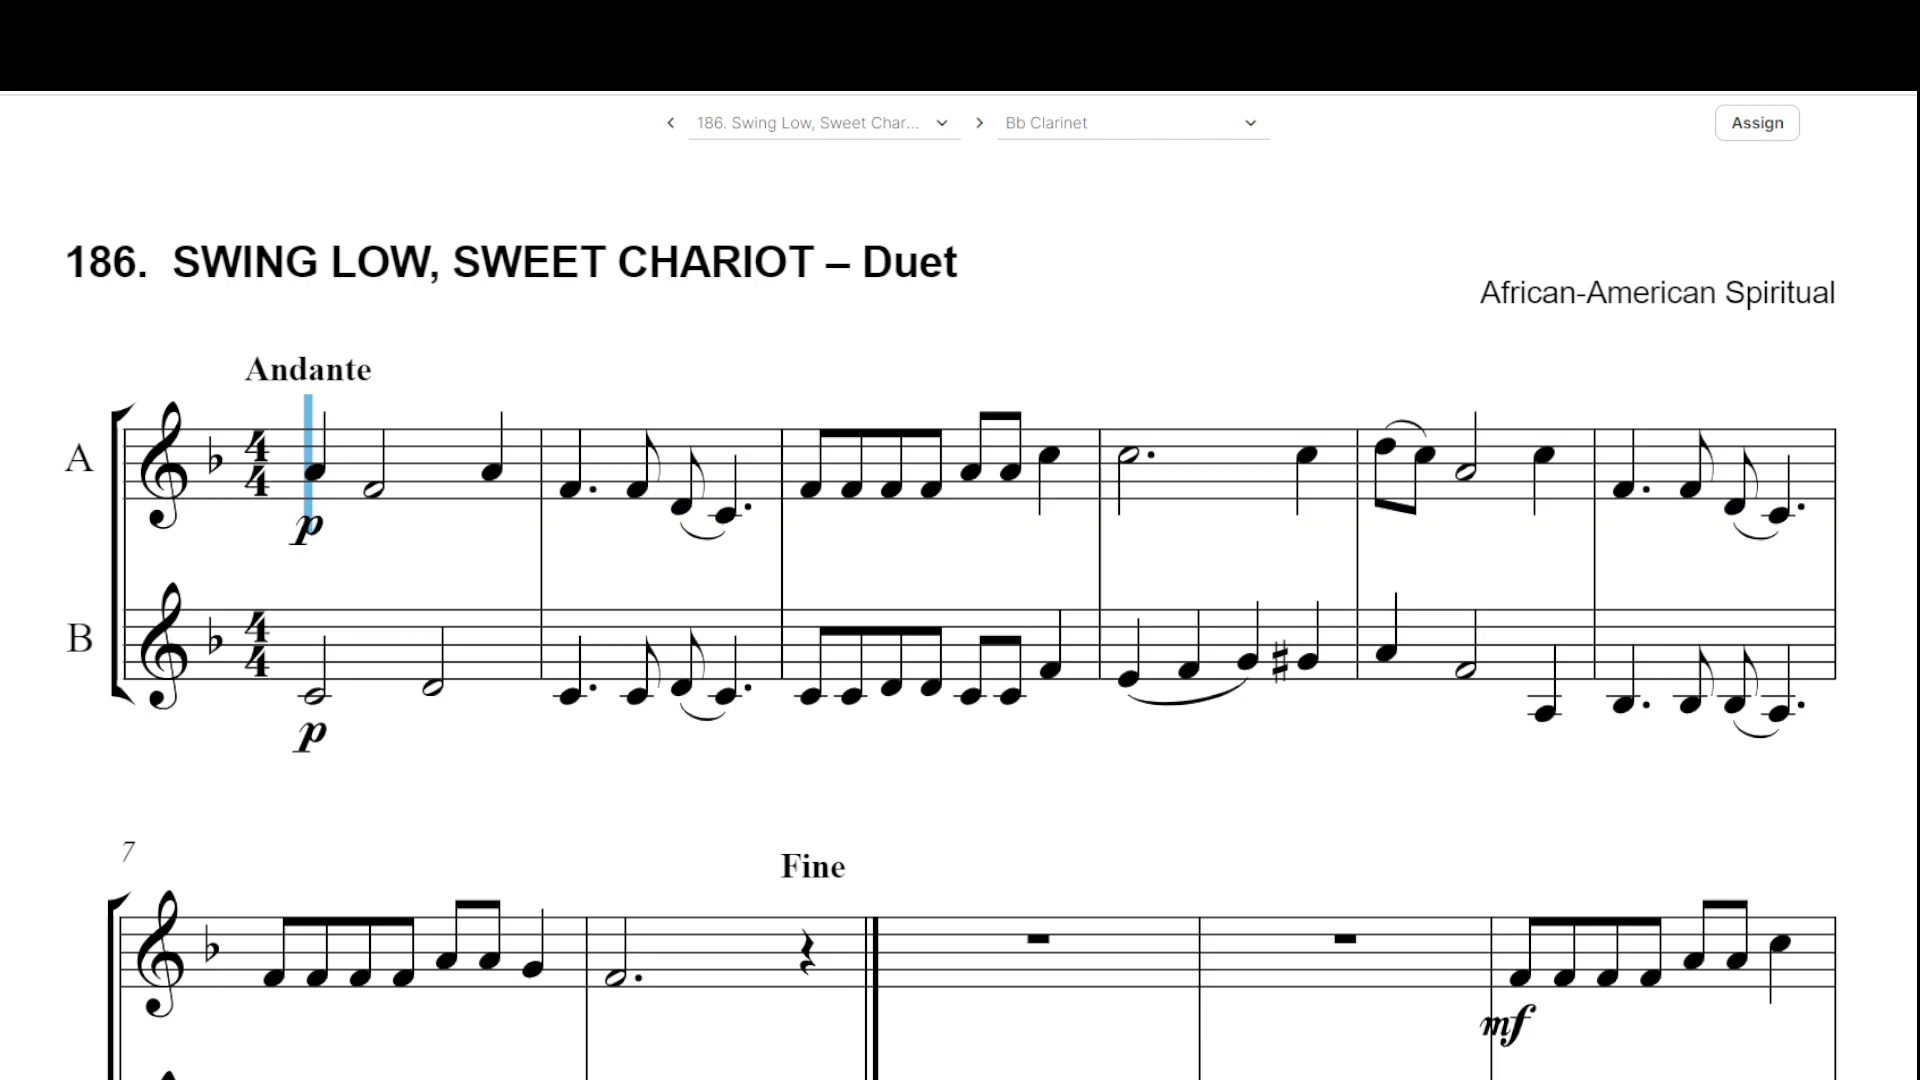 186. Swing Low, Sweet Char... Bb Clarinet Assign
186. SWING LOW, SWEET CHARIOT – Duet
African-American Spiritual
Andante
A
p
B
p
7
Fine
mf